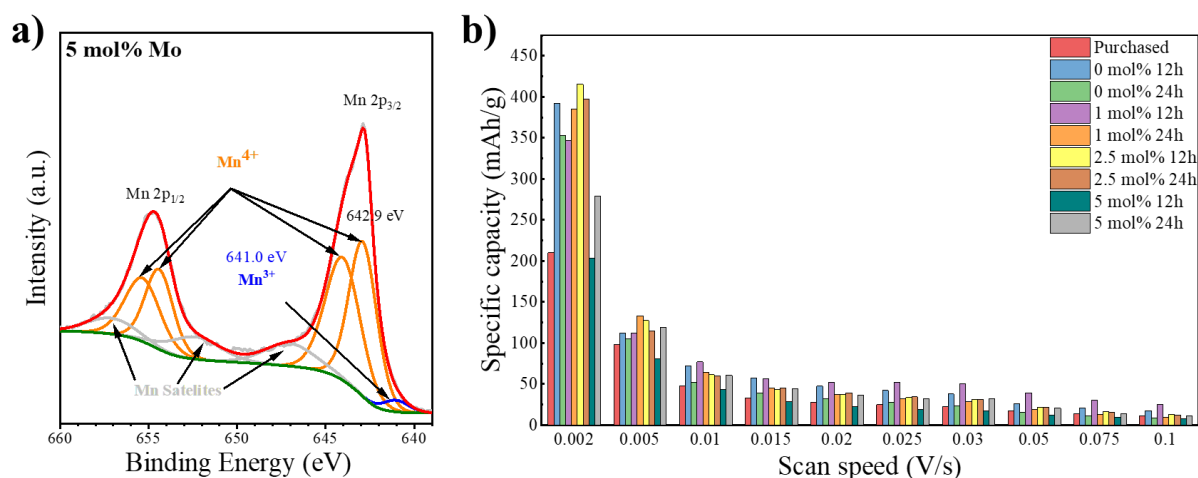 a)
5 mol% Mo
Mn 2p3/2
Mn4+
Mn 2p1/2
642.9 eV
641.0 eV
Mn3+
Mn Satelites
Intensity (a.u.)
660 655 650 645 640
Binding Energy (eV)
b)
450
400
350
300
250
200
150
100
50
0
Specific capacity (mAh/g)
Purchased
0 mol% 12h
0 mol% 24h
1 mol% 12h
1 mol% 24h
2.5 mol% 12h
2.5 mol% 24h
5 mol% 12h
5 mol% 24h
0.002 0.005 0.01 0.015 0.02 0.025 0.03 0.05 0.075 0.1
Scan speed (V/s)